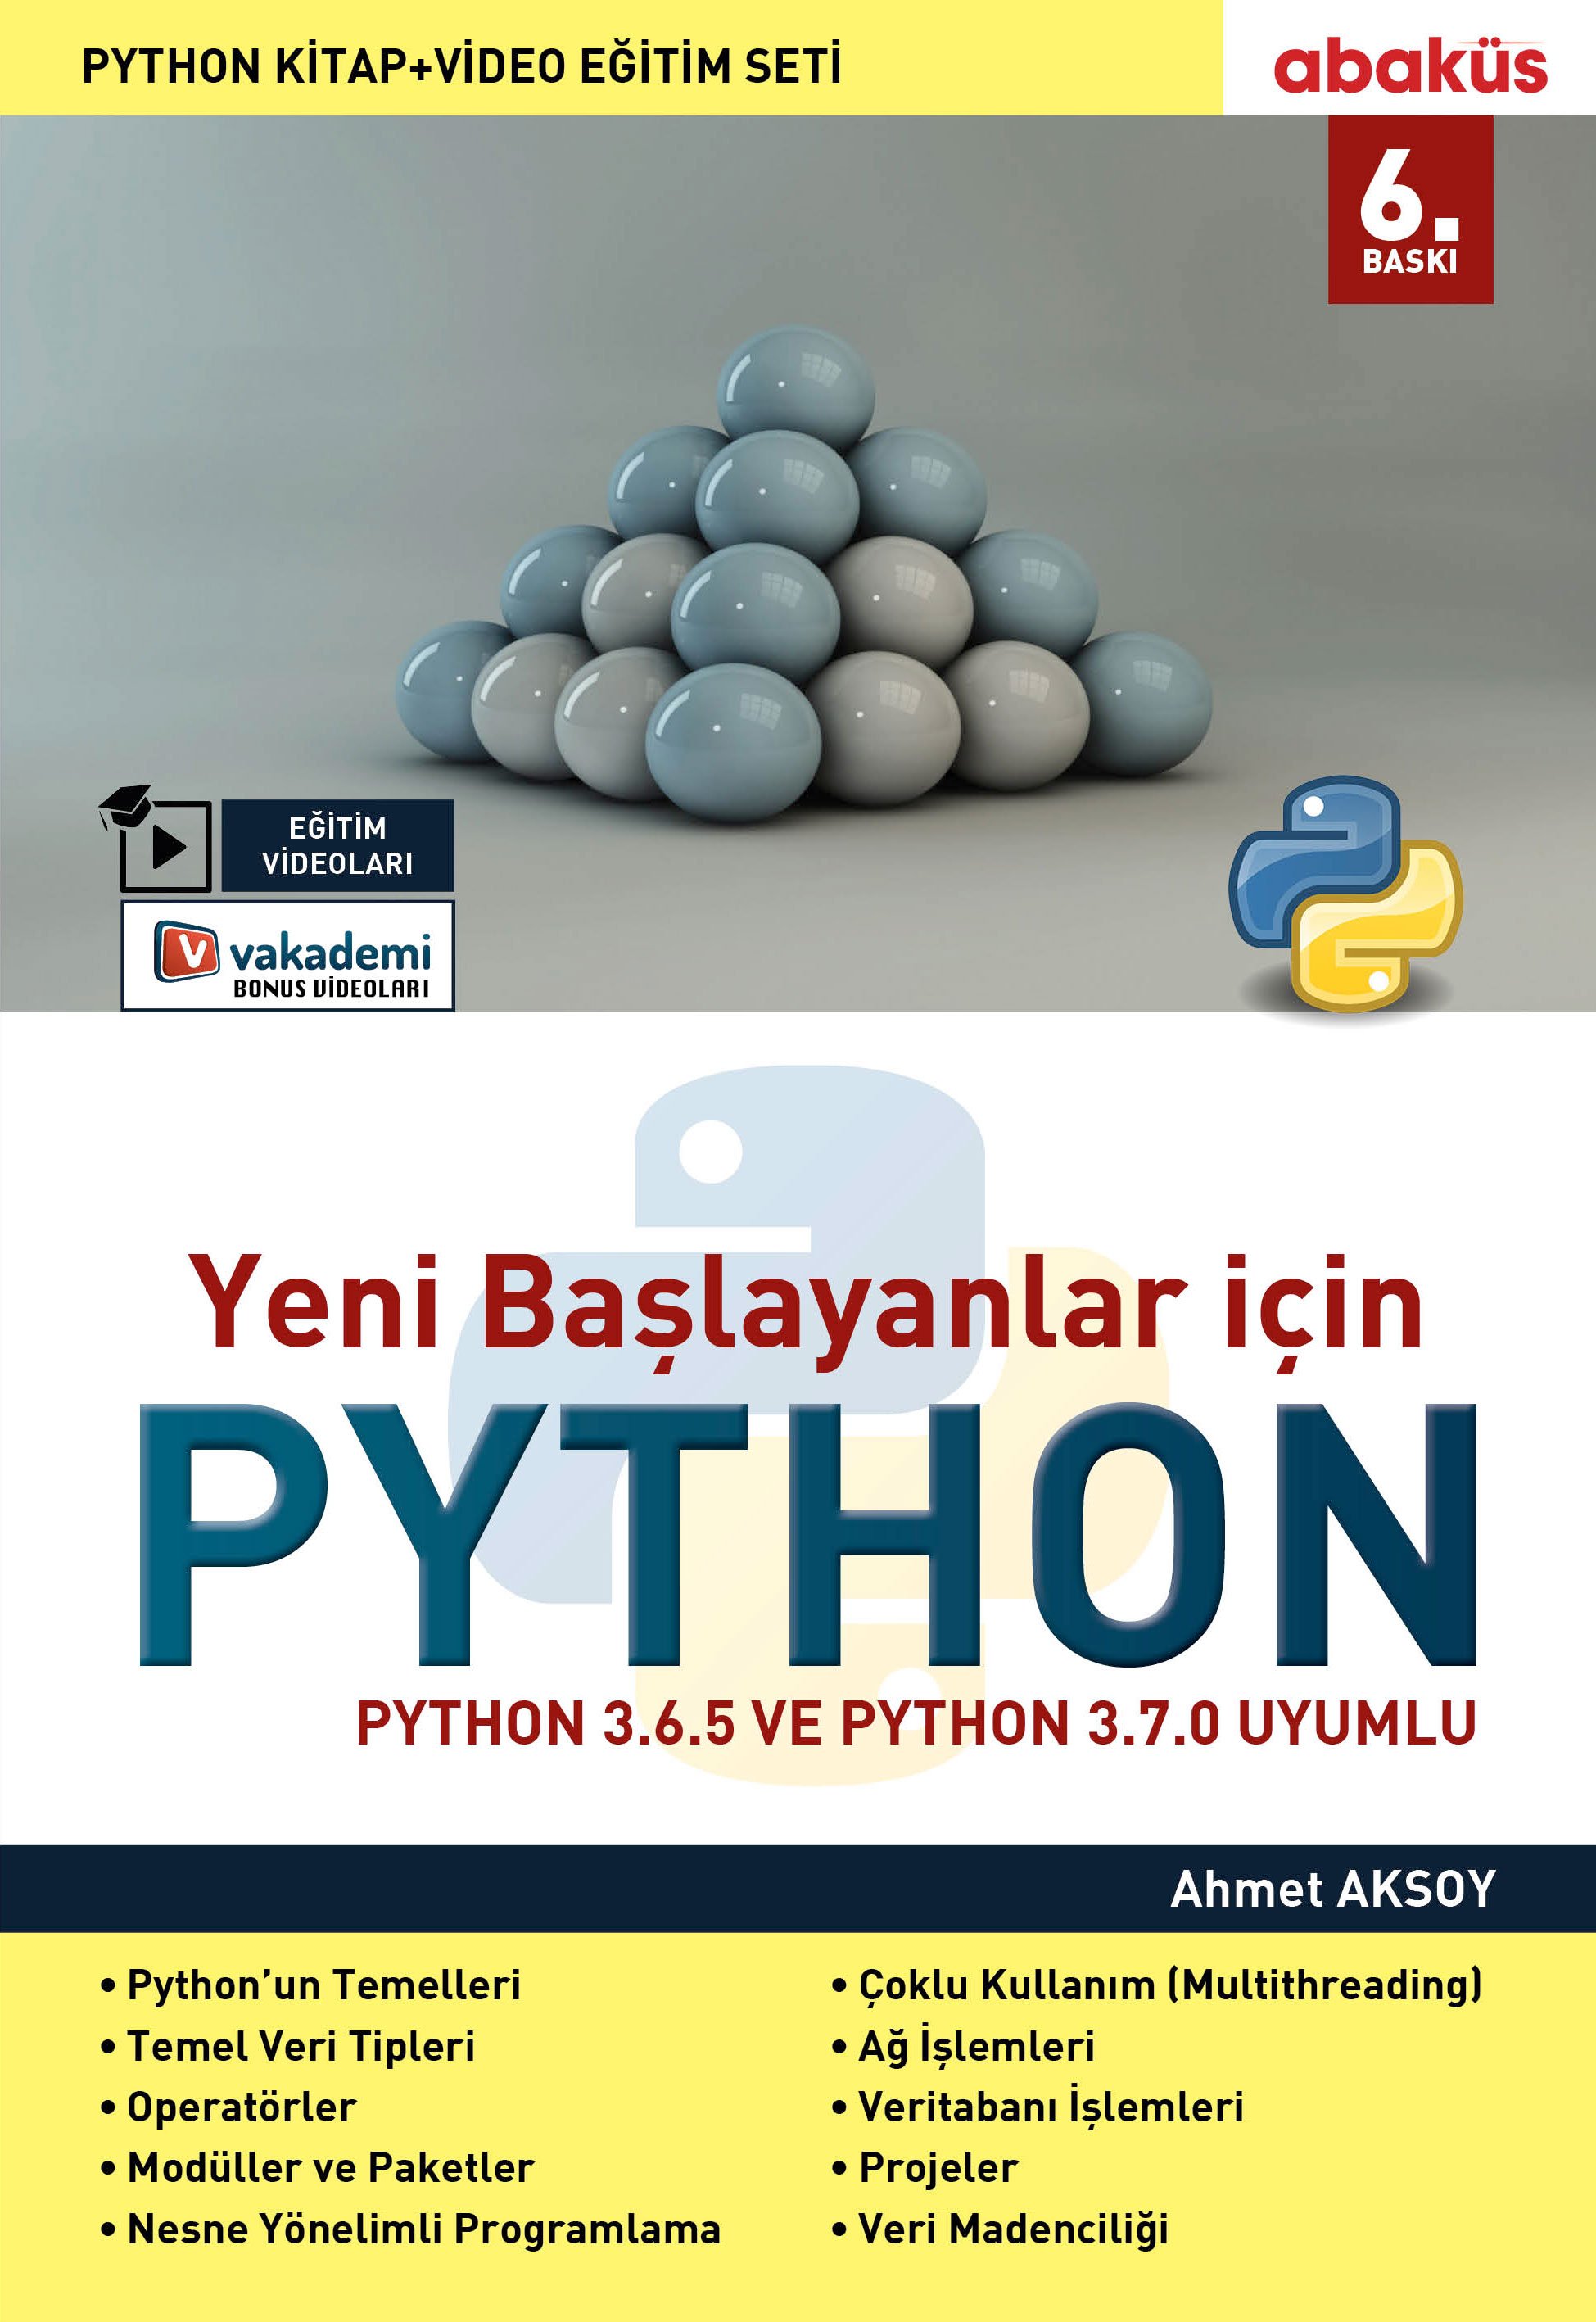 PYTHON KİTAP+VİDEO EĞİTİM SETİ
abaküs
6.
BASKI
EĞİTİM
VİDEOLARI
V vakademi
BONUS VİDEOLARI
Yeni Başlayanlar için
PYTHON
PYTHON 3.6.5 VE PYTHON 3.7.0 UYUMLU
Ahmet AKSOY
• Python’un Temelleri
• Temel Veri Tipleri
• Operatörler
• Modüller ve Paketler
• Nesne Yönelimli Programlama
• Çoklu Kullanım (Multithreading)
• Ağ İşlemleri
• Veritabanı İşlemleri
• Projeler
• Veri Madenciliği